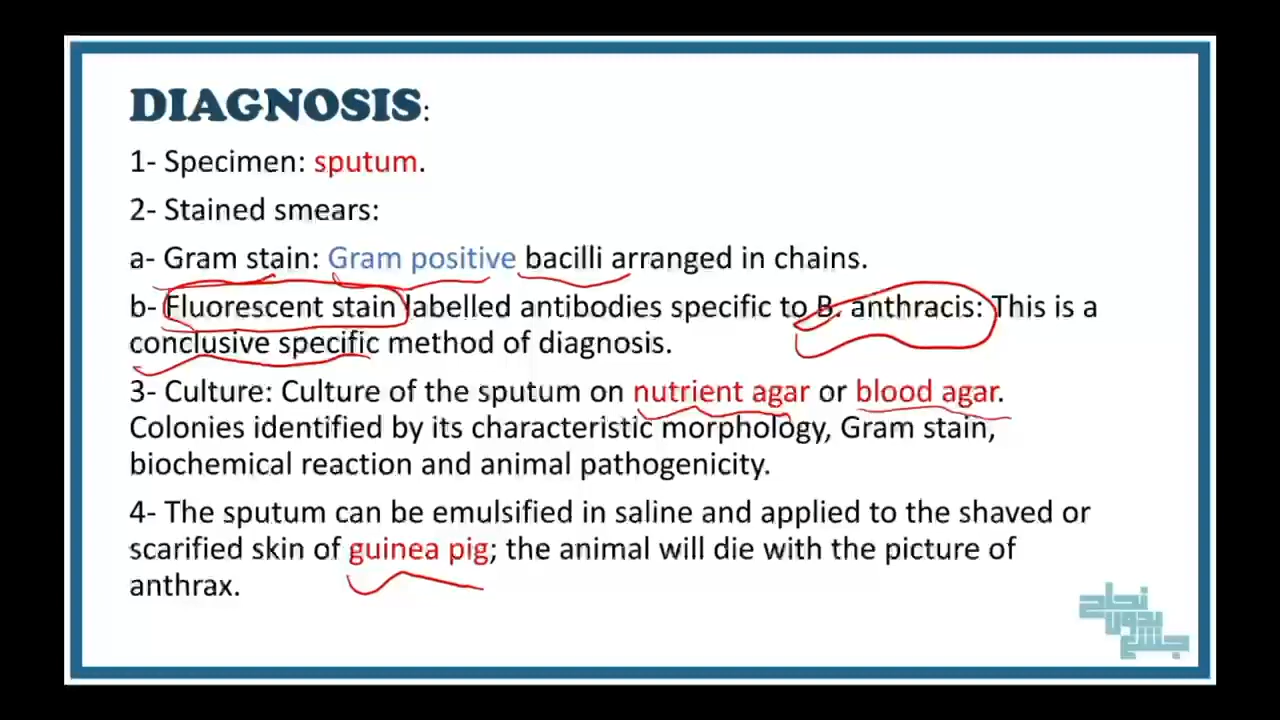 DIAGNOSIS:
1- Specimen: sputum.
2- Stained smears:
a- Gram stain: Gram positive bacilli arranged in chains.
b- Fluorescent stain labelled antibodies specific to B. anthracis: This is a
conclusive specific method of diagnosis.
3- Culture: Culture of the sputum on nutrient agar or blood agar.
Colonies identified by its characteristic morphology, Gram stain,
biochemical reaction and animal pathogenicity.
4- The sputum can be emulsified in saline and applied to the shaved or
scarified skin of guinea pig; the animal will die with the picture of
anthrax.
نجاح
بدون
جشع